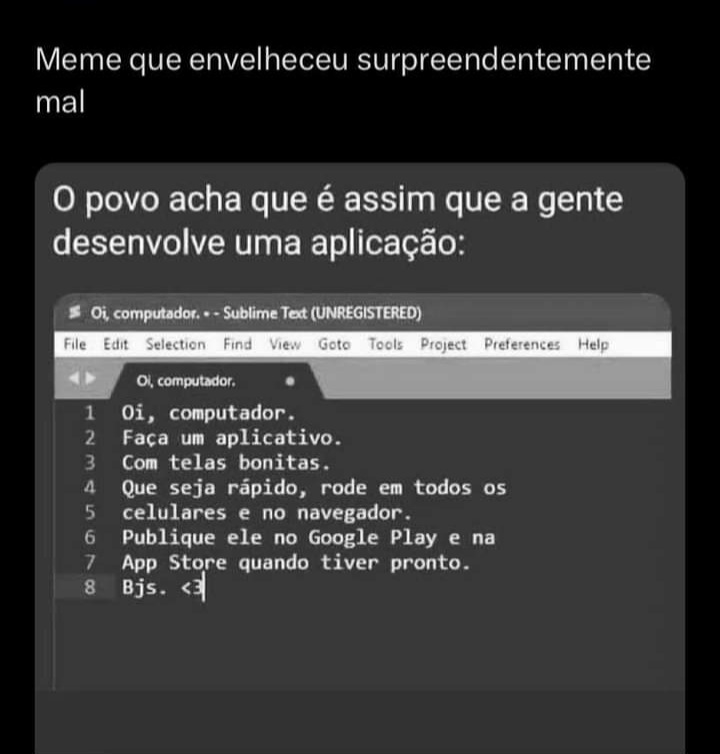 Meme que envelheceu surpreendentemente
mal
O povo acha que é assim que a gente
desenvolve uma aplicação:
Oi, computador. • - Sublime Text (UNREGISTERED)
File Edit Selection Find View Goto Tools Project Preferences Help
Oi, computador.
1 Oi, computador.
2 Faça um aplicativo.
3 Com telas bonitas.
4 Que seja rápido, rode em todos os
5 celulares e no navegador.
6 Publique ele no Google Play e na
7 App Store quando tiver pronto.
8 Bjs. <3